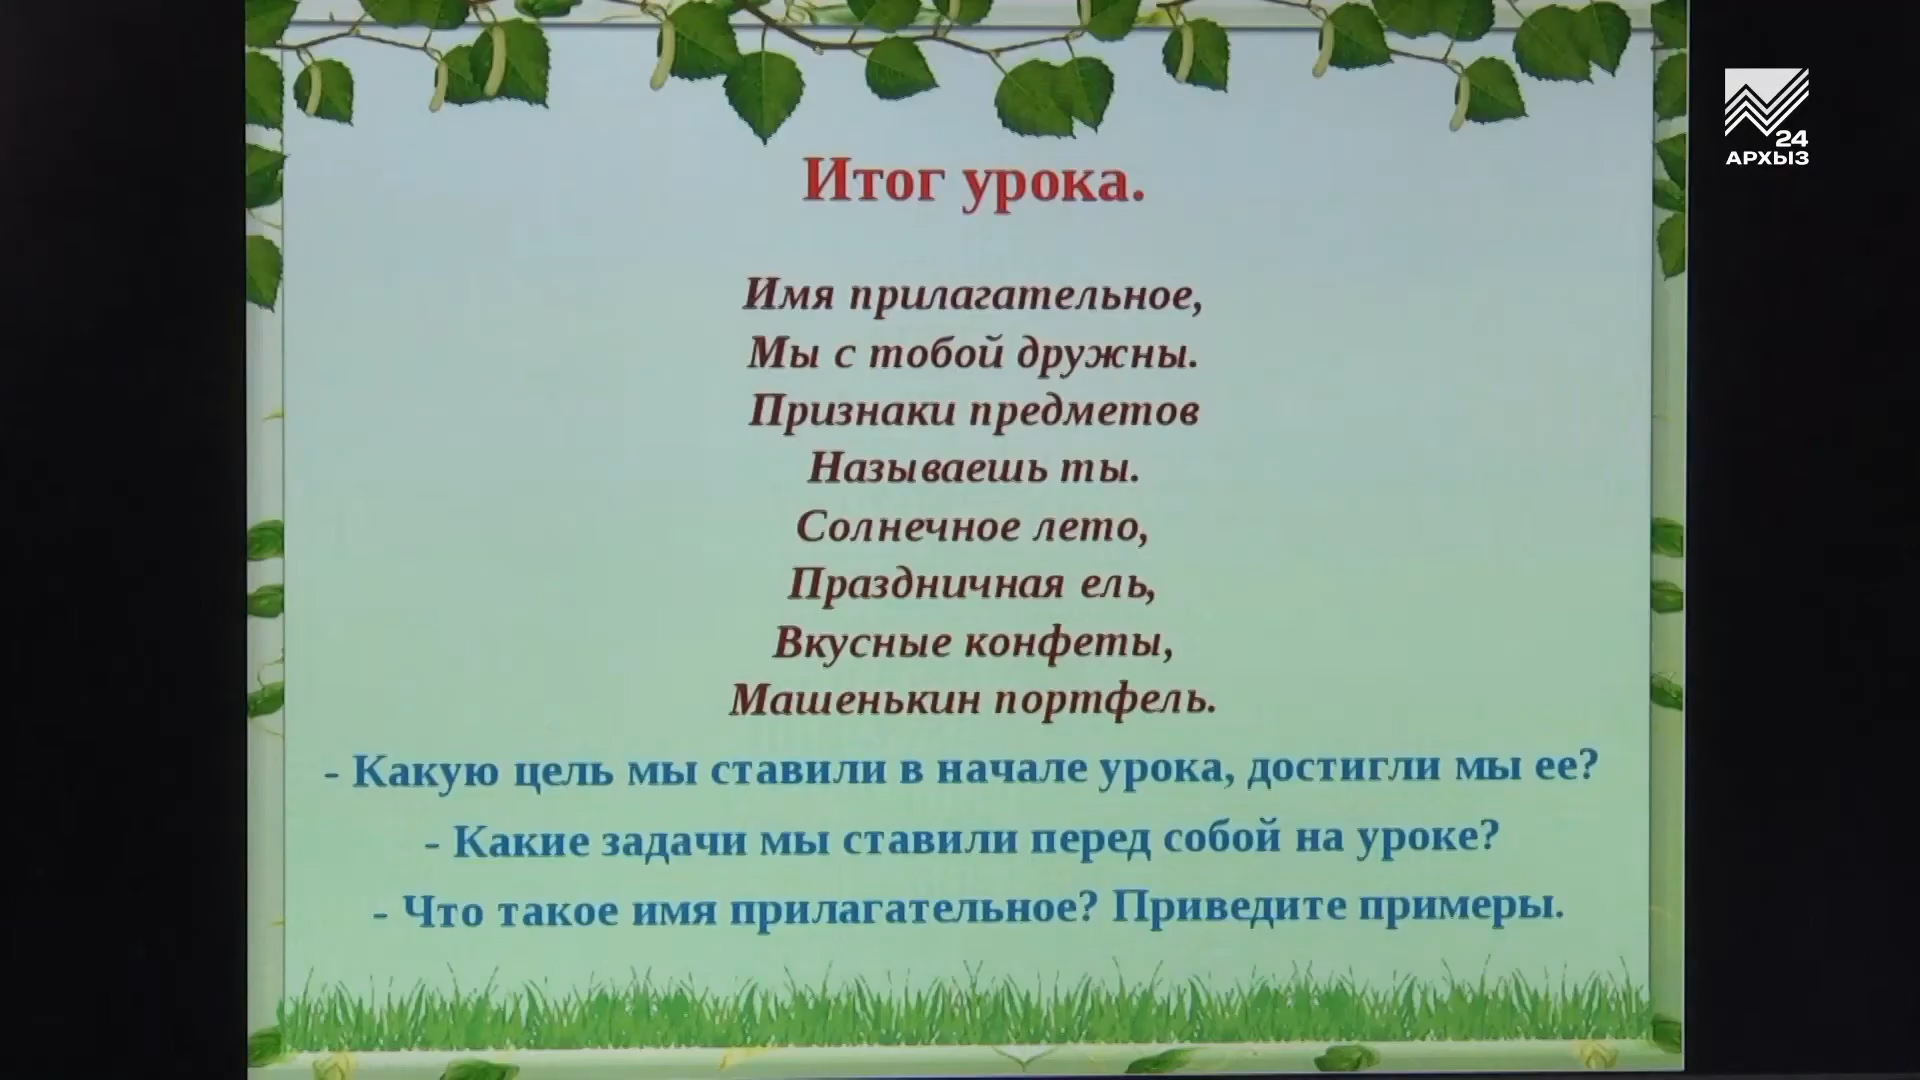 24
АРХЫЗ
Итог урока.
Имя прилагательное,
Мы с тобой дружны.
Признаки предметов
Называешь ты.
Солнечное лето,
Праздничная ель,
Вкусные конфеты,
Машенькин портфель.
- Какую цель мы ставили в начале урока, достигли мы ее?
- Какие задачи мы ставили перед собой на уроке?
- Что такое имя прилагательное? Приведите примеры.